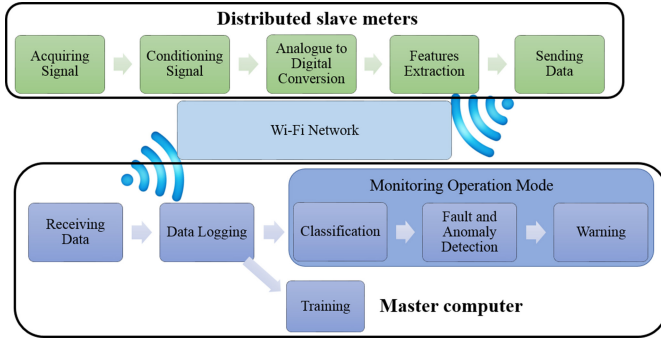 Distributed slave meters
Acquiring
Signal
Conditioning
Signal
Analogue to
Digital
Conversion
Features
Extraction
Sending
Data
Wi-Fi Network
Monitoring Operation Mode
Receiving
Data
Data Logging
Classification
Fault and
Anomaly
Detection
Warning
Training
Master computer